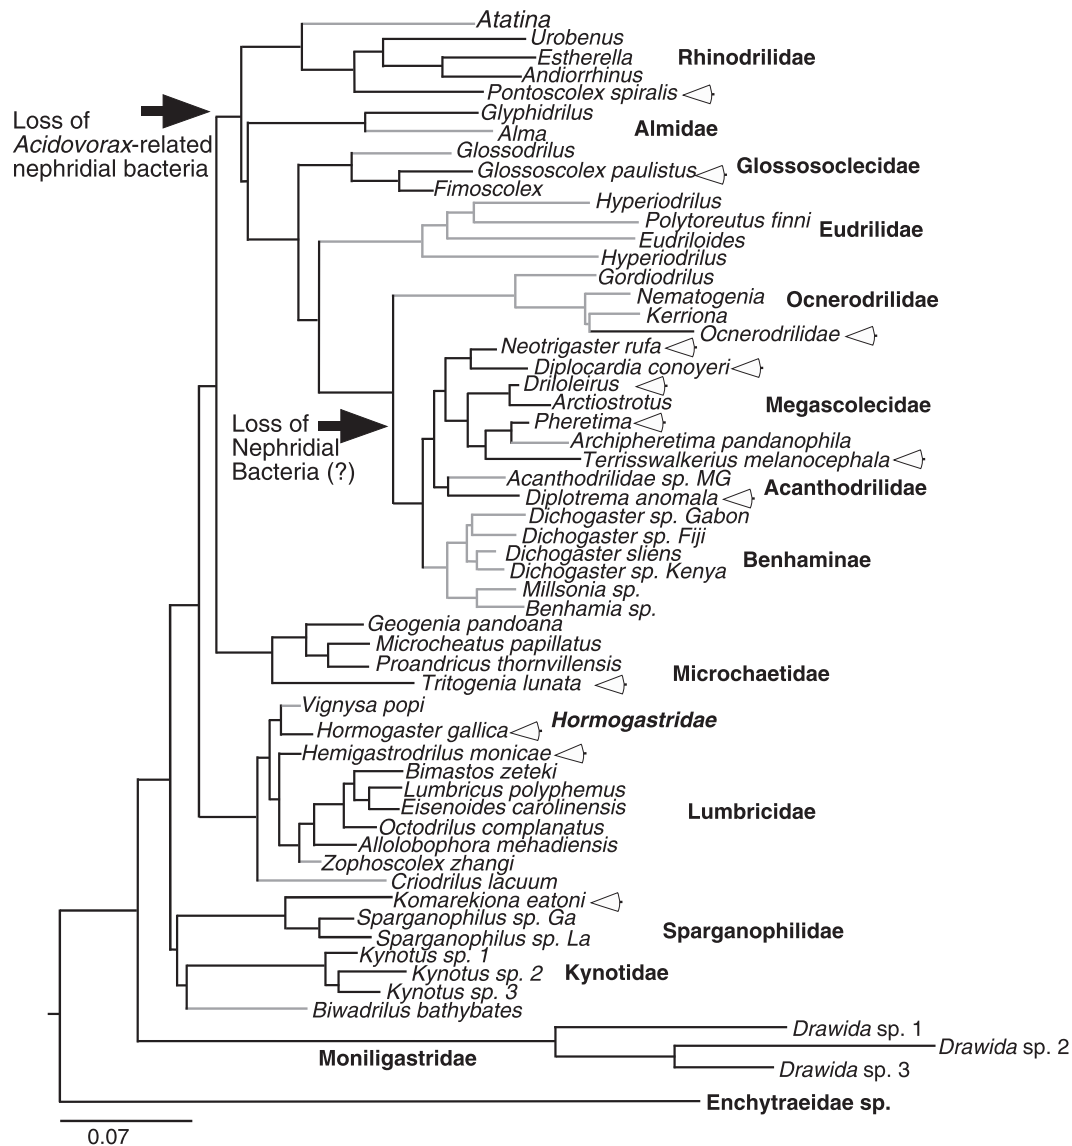 Atatina
Urobenus
Estherella
Rhinodrilidae
Andiorrhinus
Pontoscolex spiralis
Loss of
Acidovorax-related
nephridial bacteria
Glyphidrilus
Alma
Almidae
Glossodrilus
Glossoscolex paulistus
Glossosoclecidae
Fimoscolex
Hyperiodrilus
Polytoreutus finni
Eudrilidae
Eudriloides
Hyperiodrilus
Gordiodrilus
Nematogenia
Ocnerodrilidae
Kerriona
Ocnerodrilidae
Neotrigaster rufa
Diplocardia conoyeri
Driloleirus
Arctiostrotus
Megascolecidae
Loss of
Nephridial
Bacteria (?)
Pheretima
Archipheretima pandanophila
Terrisswalkerius melanocephala
Acanthodrilidae sp. MG
Acanthodrilidae
Diplotrema anomala
Dichogaster sp. Gabon
Dichogaster sp. Fiji
Dichogaster sliens
Benhaminae
Dichogaster sp. Kenya
Millsonia sp.
Benhamia sp.
Geogenia pandoana
Microcheatus papillatus
Proandricus thornvillensis
Microchaetidae
Tritogenia lunata
Vignysa popi
Hormogastridae
Hormogaster gallica
Hemigastrodrilus monicae
Bimastos zeteki
Lumbricus polyphemus
Eisenoides carolinensis
Lumbricidae
Octodrilus complanatus
Allolobophora mehadiensis
Zophoscolex zhangi
Criodrilus lacuum
Komarekiona eatoni
Sparganophilus sp. Ga
Sparganophilidae
Sparganophilus sp. La
Kynotus sp. 1
Kynotus sp. 2
Kynotidae
Kynotus sp. 3
Biwadrilus bathybates
Drawida sp. 1
Drawida sp. 2
Moniligastridae
Drawida sp. 3
Enchytraeidae sp.
0.07